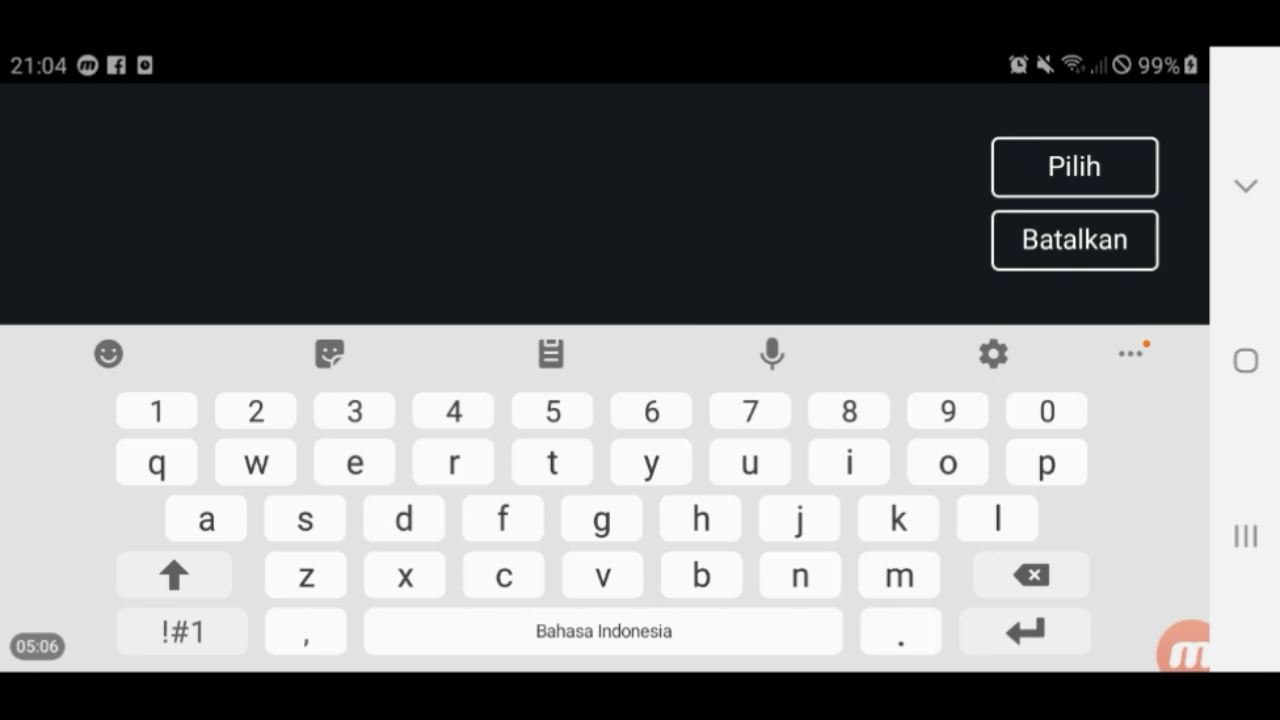 21:04
99%
Pilih
Batalkan
1 2 3 4 5 6 7 8 9 0
q w e r t y u i o p
a s d f g h j k l
z x c v b n m
!#1 , Bahasa Indonesia .
05:06
m